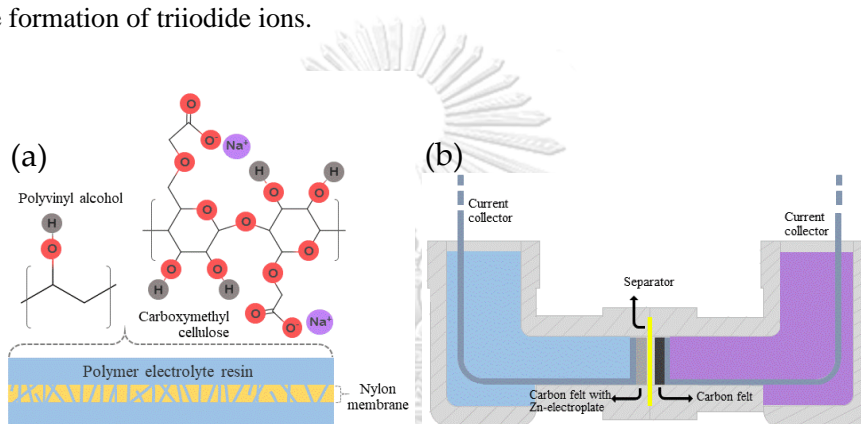 formation of triiodide ions.
(a)
Polyvinyl alcohol
H
O
O
O⁻
Na⁺
O
H
H
O
O
O
O
O
O
O
H
H
O
O
O⁻
Na⁺
Carboxymethyl
cellulose
Polymer electrolyte resin
Nylon
membrane
(b)
Current
collector
Current
collector
Separator
Carbon felt with
Zn-electroplate
Carbon felt